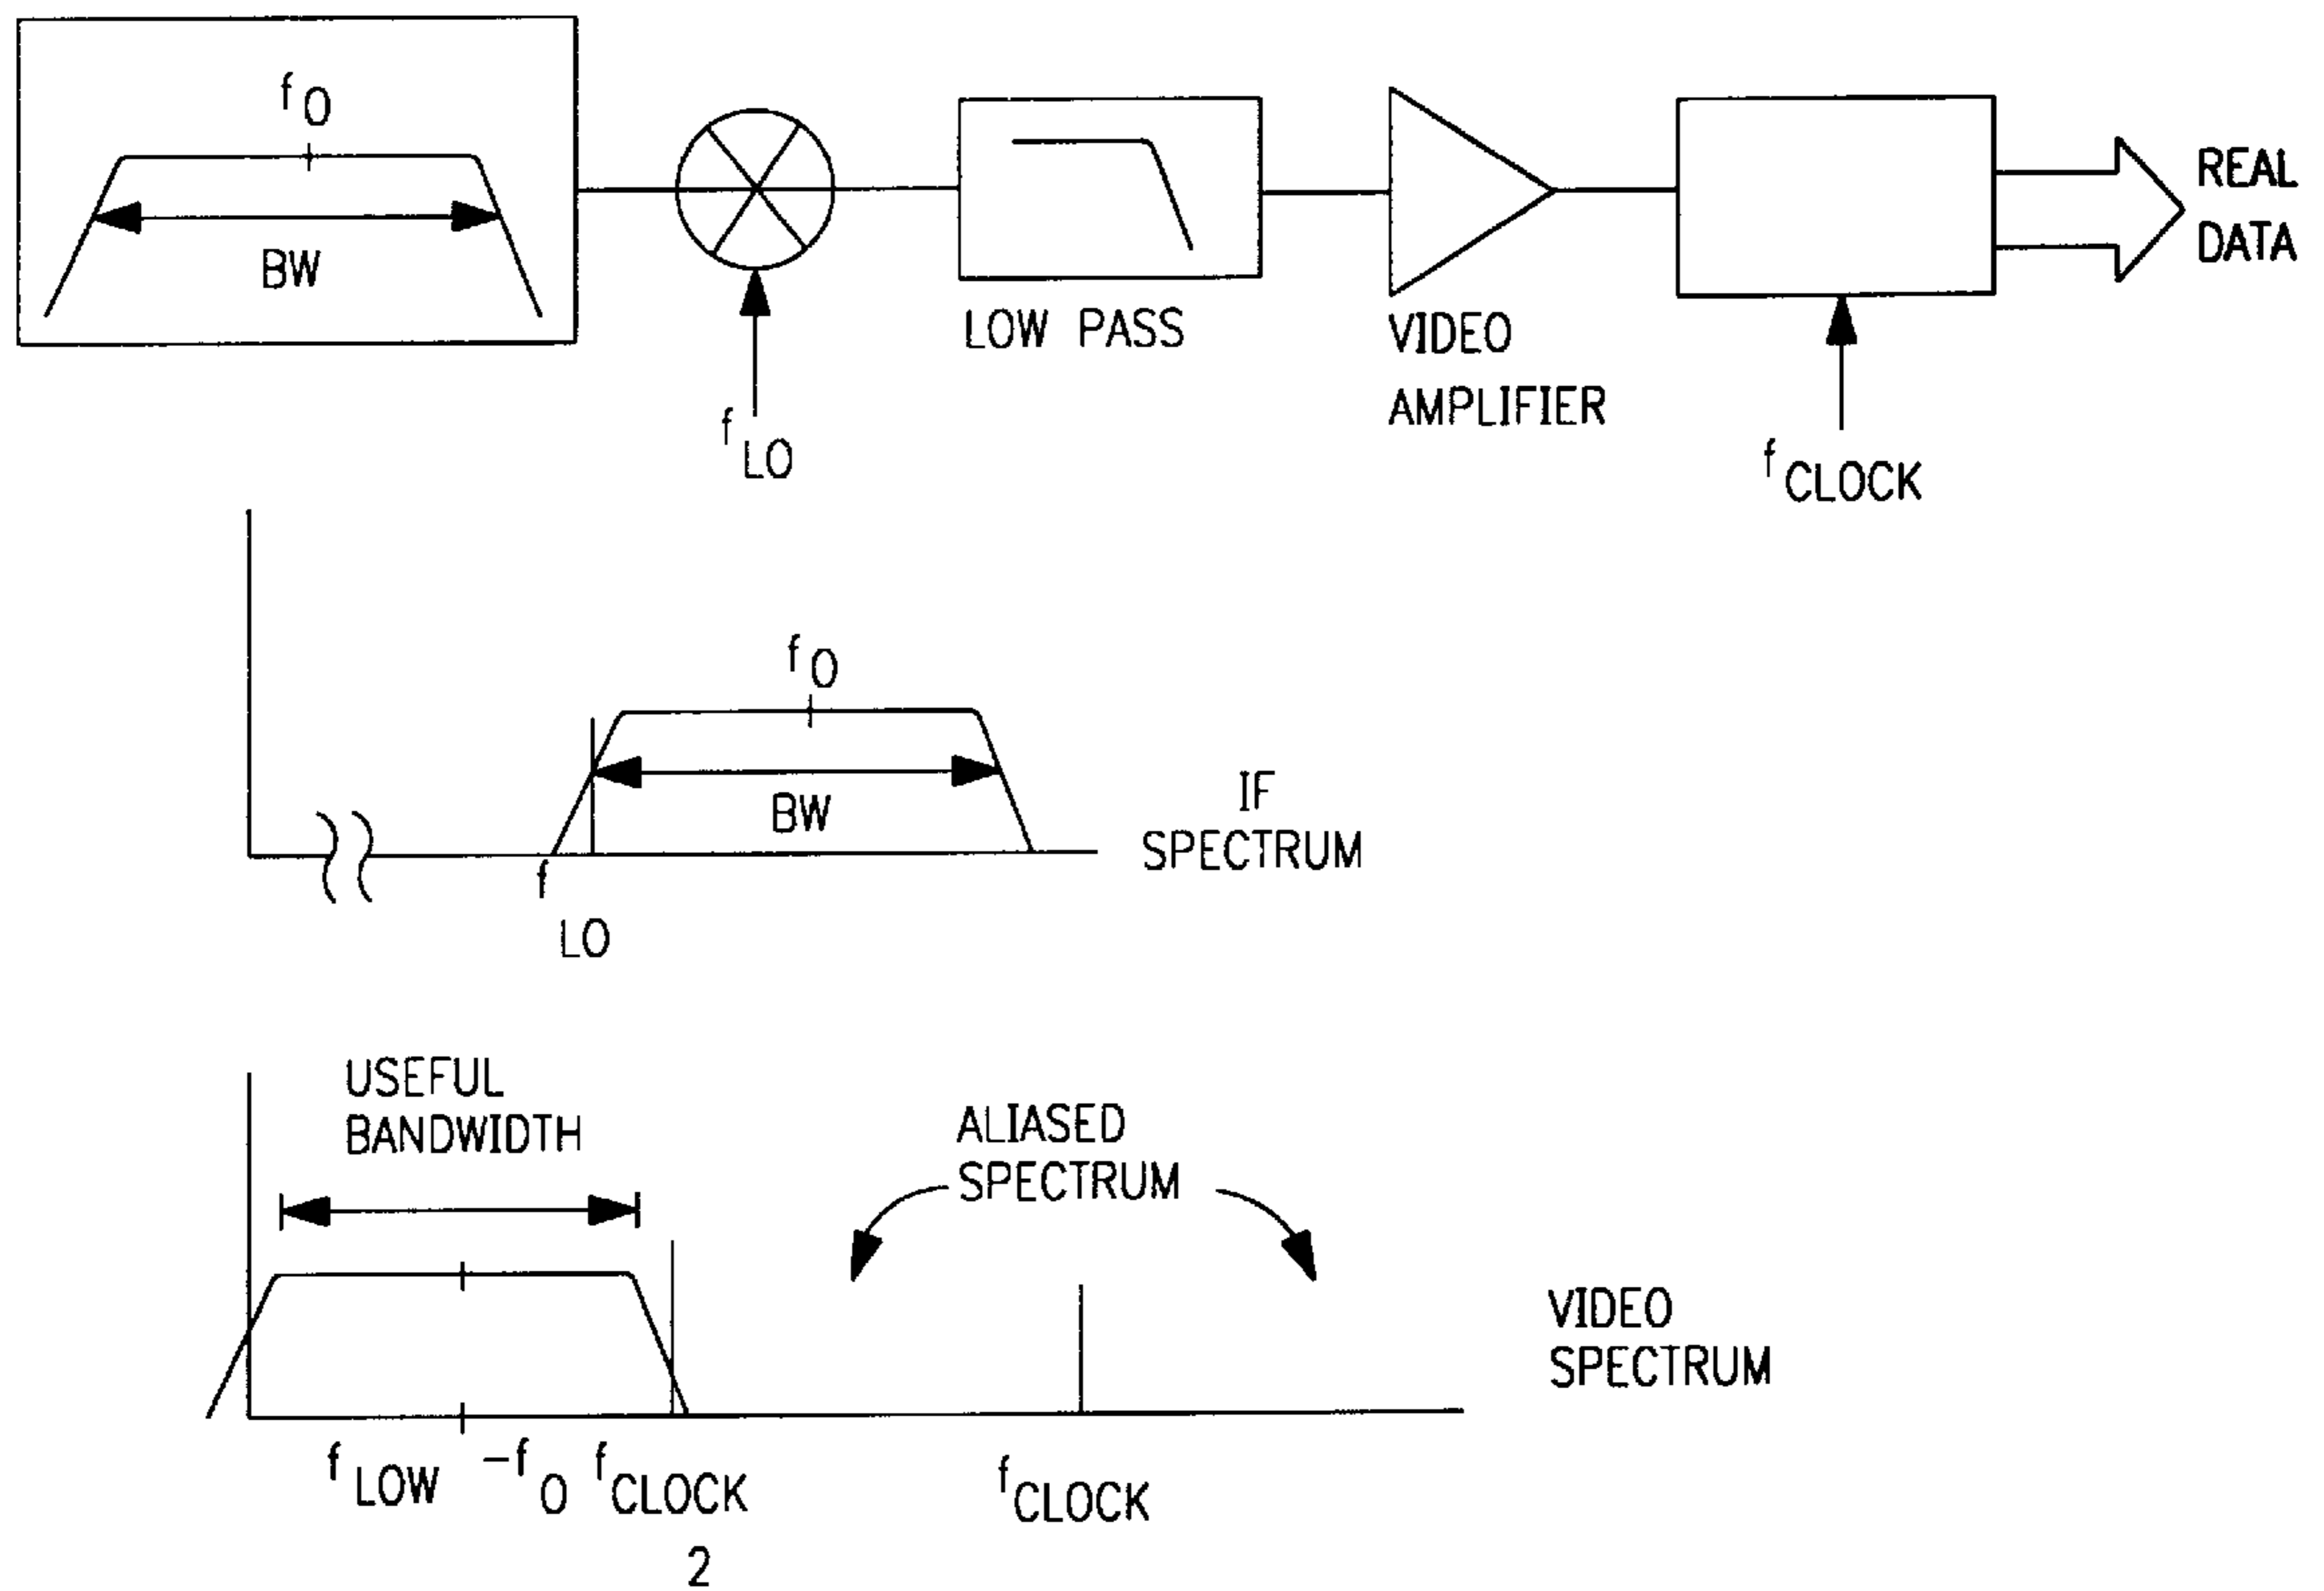 f O
BW
f LO
LOW PASS
VIDEO
AMPLIFIER
f CLOCK
REAL
DATA
f O
BW
f
LO
IF
SPECTRUM
USEFUL
BANDWIDTH
ALIASED
SPECTRUM
VIDEO
SPECTRUM
f LOW -f O f CLOCK
2
f CLOCK